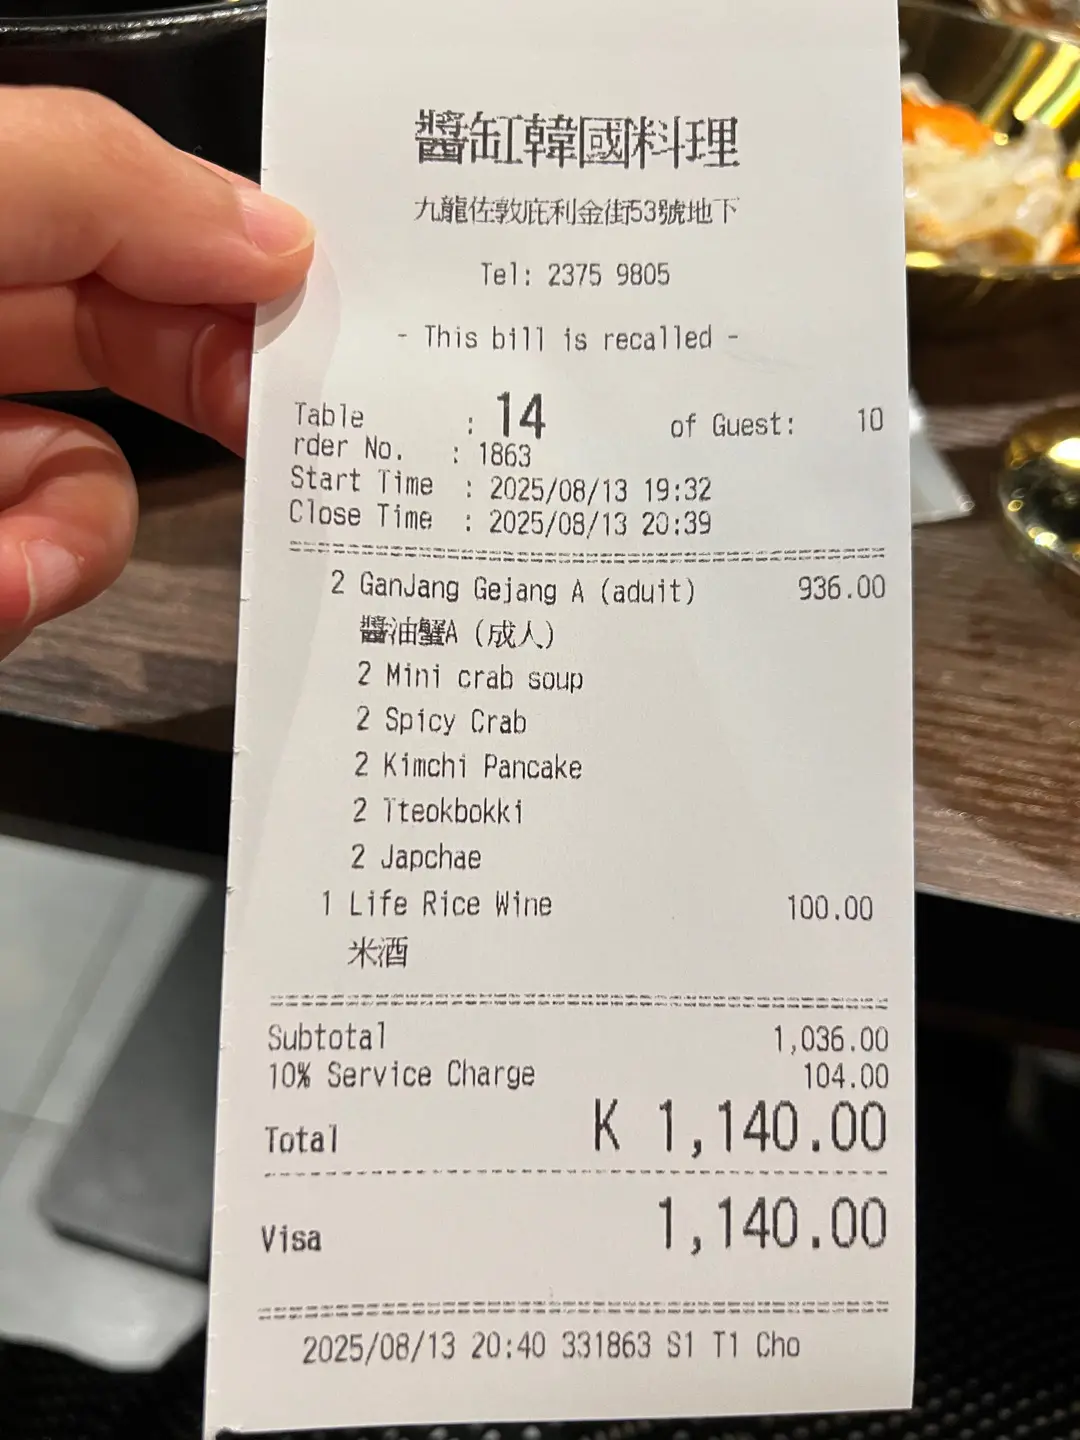 醬缸韓國料理
九龍佐敦庇利金街53號地下
Tel: 2375 9805
- This bill is recalled -
Table : 14 of Guest: 10
rder No. : 1863
Start Time : 2025/08/13 19:32
Close Time : 2025/08/13 20:39
2 GanJang Gejang A (aduit) 936.00
醬油蟹A (成人)
2 Mini crab soup
2 Spicy Crab
2 Kimchi Pancake
2 Tteokbokki
2 Japchae
1 Life Rice Wine 100.00
米酒
Subtotal 1,036.00
10% Service Charge 104.00
Total K 1,140.00
Visa 1,140.00
2025/08/13 20:40 331863 S1 T1 Cho